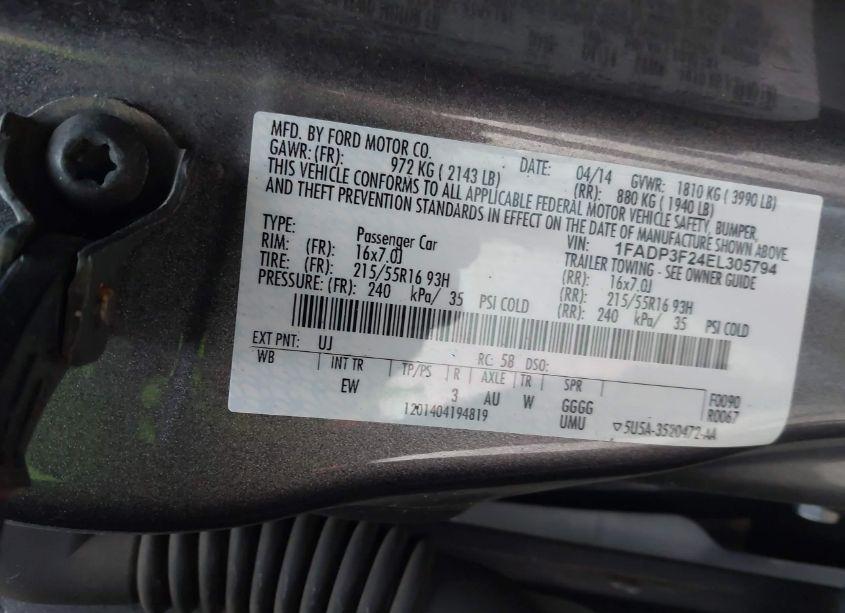 MFD. BY FORD MOTOR CO.
DATE: 04/14 GVWR: 1810 KG ( 3990 LB)
GAWR: (FR): 972 KG ( 2143 LB) (RR): 880 KG ( 1940 LB)
THIS VEHICLE CONFORMS TO ALL APPLICABLE FEDERAL MOTOR VEHICLE SAFETY, BUMPER,
AND THEFT PREVENTION STANDARDS IN EFFECT ON THE DATE OF MANUFACTURE SHOWN ABOVE
VIN: 1FADP3F24EL305794
TYPE: Passenger Car TRAILER TOWING - SEE OWNER GUIDE
RIM: (FR): 16x7.0J (RR): 16x7.0J
TIRE: (FR): 215/55R16 93H (RR): 215/55R16 93H
PRESSURE: (FR): 240 kPa/ 35 PSI COLD (RR): 240 kPa/ 35 PSI COLD
EXT PNT: UJ RC: 58 DSO:
WB INT TR TP/PS R AXLE TR SPR
EW 3 AU W GGGG
1201404194819 UMU
F0090
R0067
▽5U5A-3520472-AA